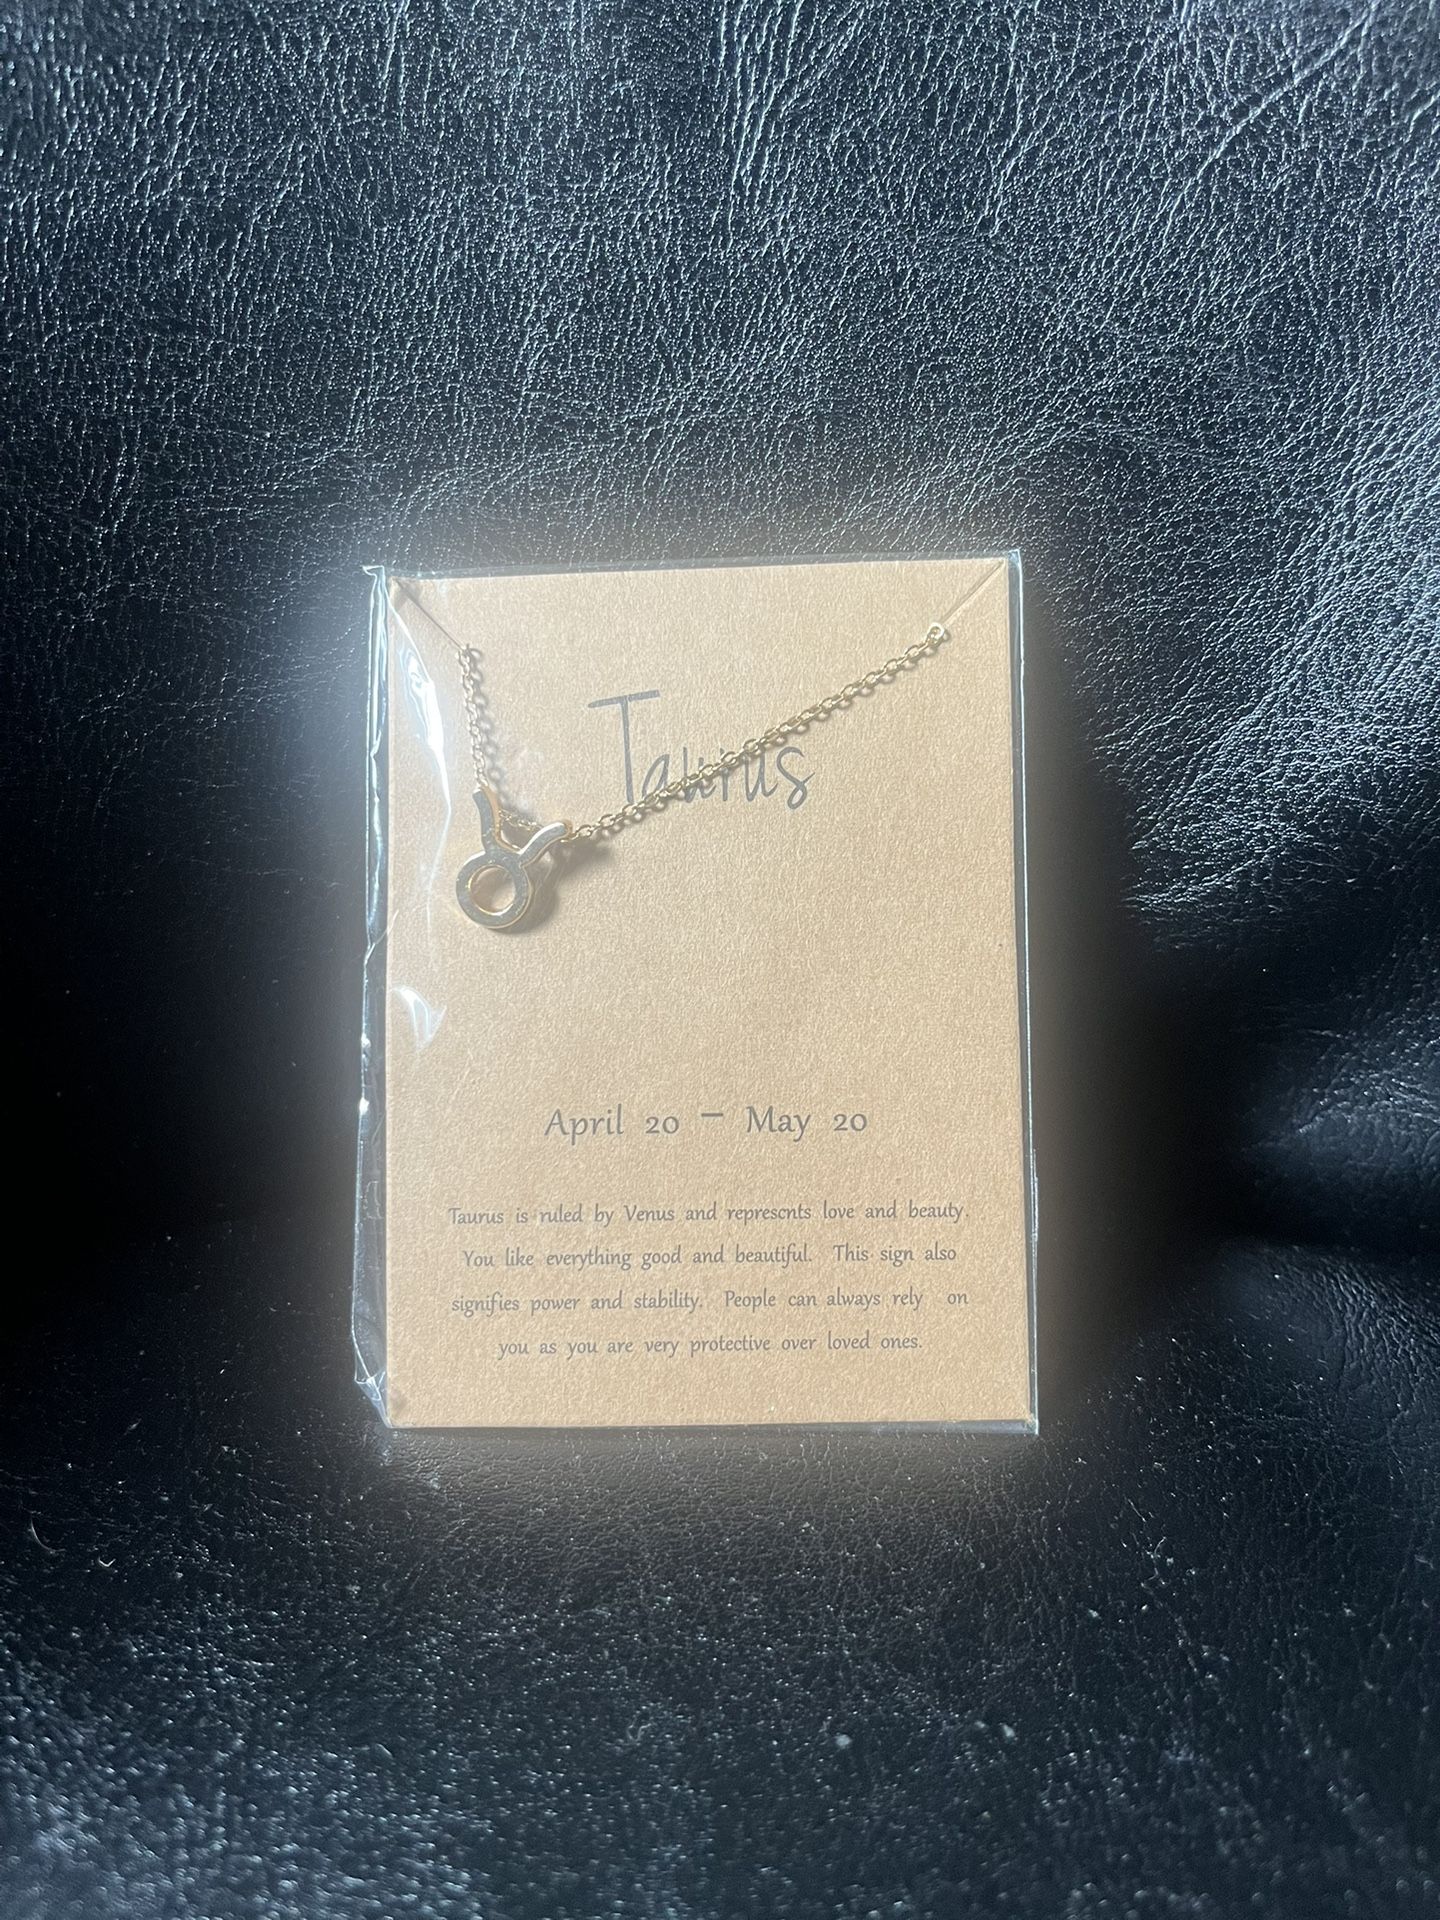 Taurus
April 20 – May 20
Taurus is ruled by Venus and represents love and beauty.
You like everything good and beautiful. This sign also
signifies power and stability. People can always rely on
you as you are very protective over loved ones.